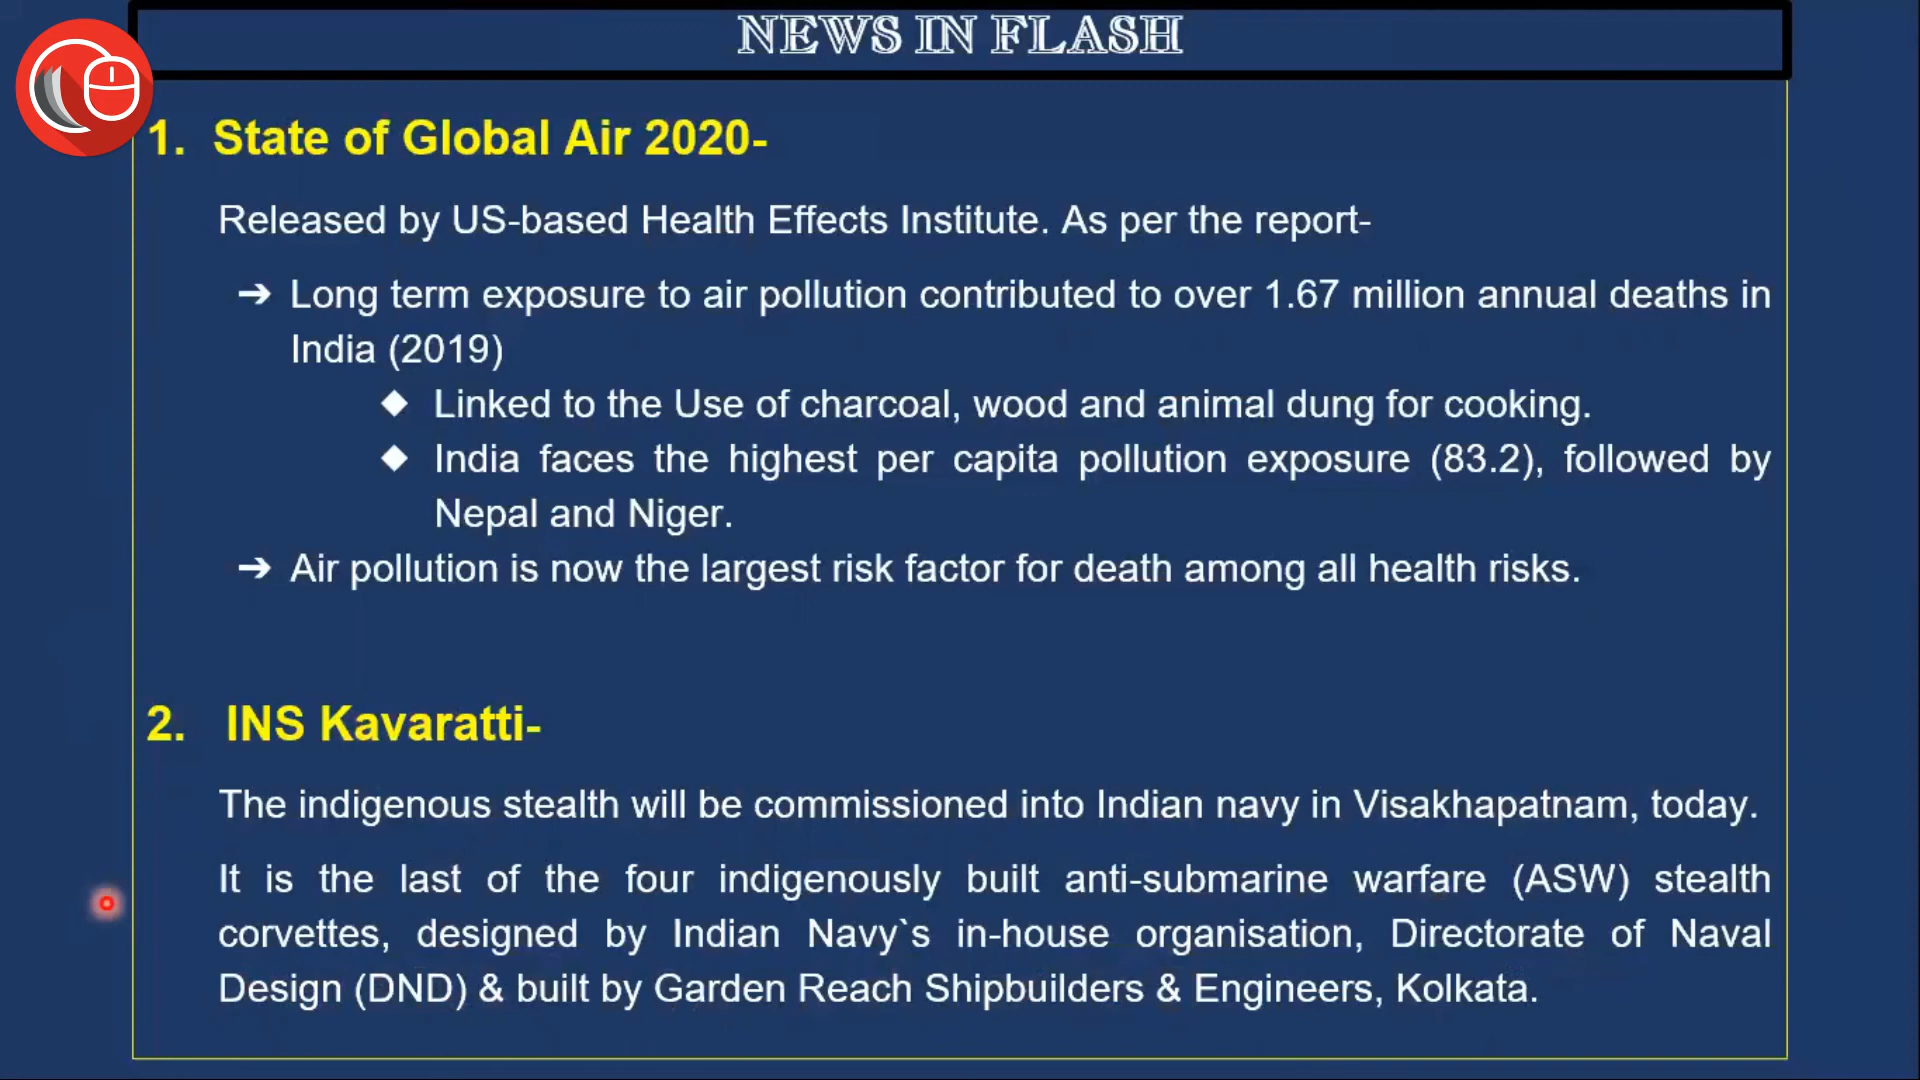 NEWS IN FLASH
1. State of Global Air 2020-
Released by US-based Health Effects Institute. As per the report-
➔ Long term exposure to air pollution contributed to over 1.67 million annual deaths in
India (2019)
◆ Linked to the Use of charcoal, wood and animal dung for cooking.
◆ India faces the highest per capita pollution exposure (83.2), followed by
Nepal and Niger.
➔ Air pollution is now the largest risk factor for death among all health risks.
2. INS Kavaratti-
The indigenous stealth will be commissioned into Indian navy in Visakhapatnam, today.
It is the last of the four indigenously built anti-submarine warfare (ASW) stealth
corvettes, designed by Indian Navy`s in-house organisation, Directorate of Naval
Design (DND) & built by Garden Reach Shipbuilders & Engineers, Kolkata.